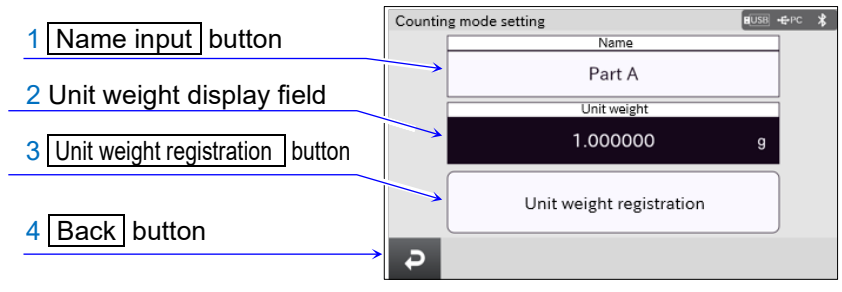 1 Name input button
2 Unit weight display field
3 Unit weight registration button
4 Back button
Counting mode setting
USB PC
Name
Part A
Unit weight
1.000000 g
Unit weight registration